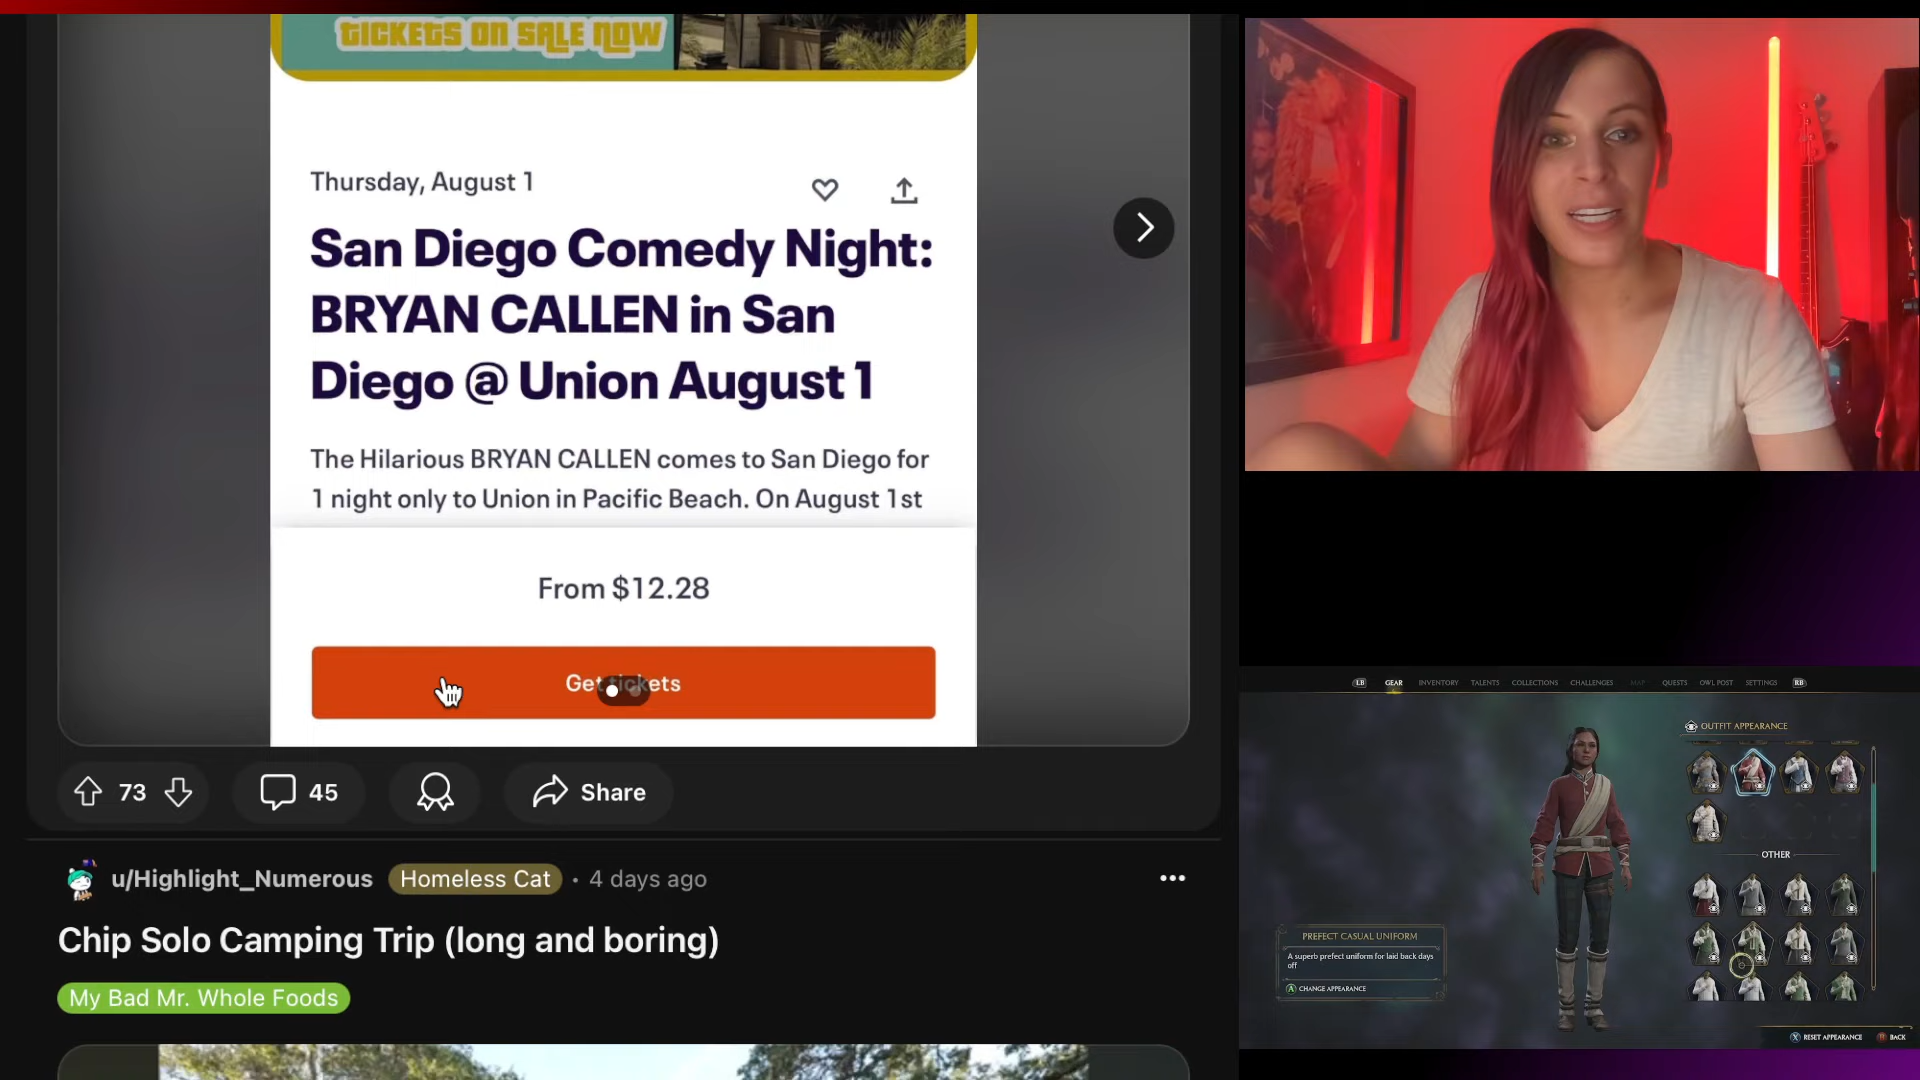 TICKETS ON SALE NOW
Thursday, August 1
San Diego Comedy Night:
BRYAN CALLEN in San
Diego @ Union August 1
The Hilarious BRYAN CALLEN comes to San Diego for
1 night only to Union in Pacific Beach. On August 1st
From $12.28
Get tickets
73
45
Share
u/Highlight_Numerous
Homeless Cat
• 4 days ago
Chip Solo Camping Trip (long and boring)
My Bad Mr. Whole Foods
LB GEAR INVENTORY TALENTS COLLECTIONS CHALLENGES MAP QUESTS OWL POST SETTINGS RB
OUTFIT APPEARANCE
OTHER
PREFECT CASUAL UNIFORM
A superb prefect uniform for laid back days
off
A CHANGE APPEARANCE
X RESET APPEARANCE B BACK